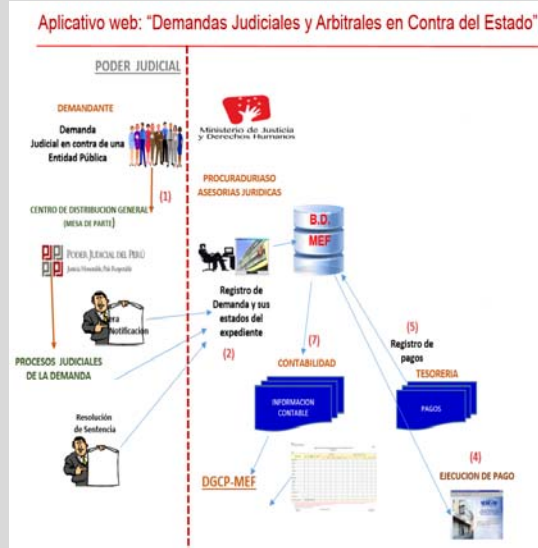 Aplicativo web: “Demandas Judiciales y Arbitrales en Contra del Estado”
PODER JUDICIAL
DEMANDANTE
Demanda
Judicial en contra de una
Entidad Pública
(1)
CENTRO DE DISTRIBUCION GENERAL
(MESA DE PARTE)
PODER JUDICIAL DEL PERÚ
era
Notificacion
PROCESOS JUDICIALES
DE LA DEMANDA
Resolución
de Sentencia
Ministerio de Justicia
y Derechos Humanos
PROCURADURIASO
ASESORIAS JURIDICAS
B.D.
MEF
Registro de
Demanda y sus
estados del
expediente
(2)
(7)
CONTABILIDAD
INFORMACION
CONTABLE
DGCP-MEF
(5)
Registro de
pagos
TESORERIA
PAGOS
(4)
EJECUCION DE PAGO